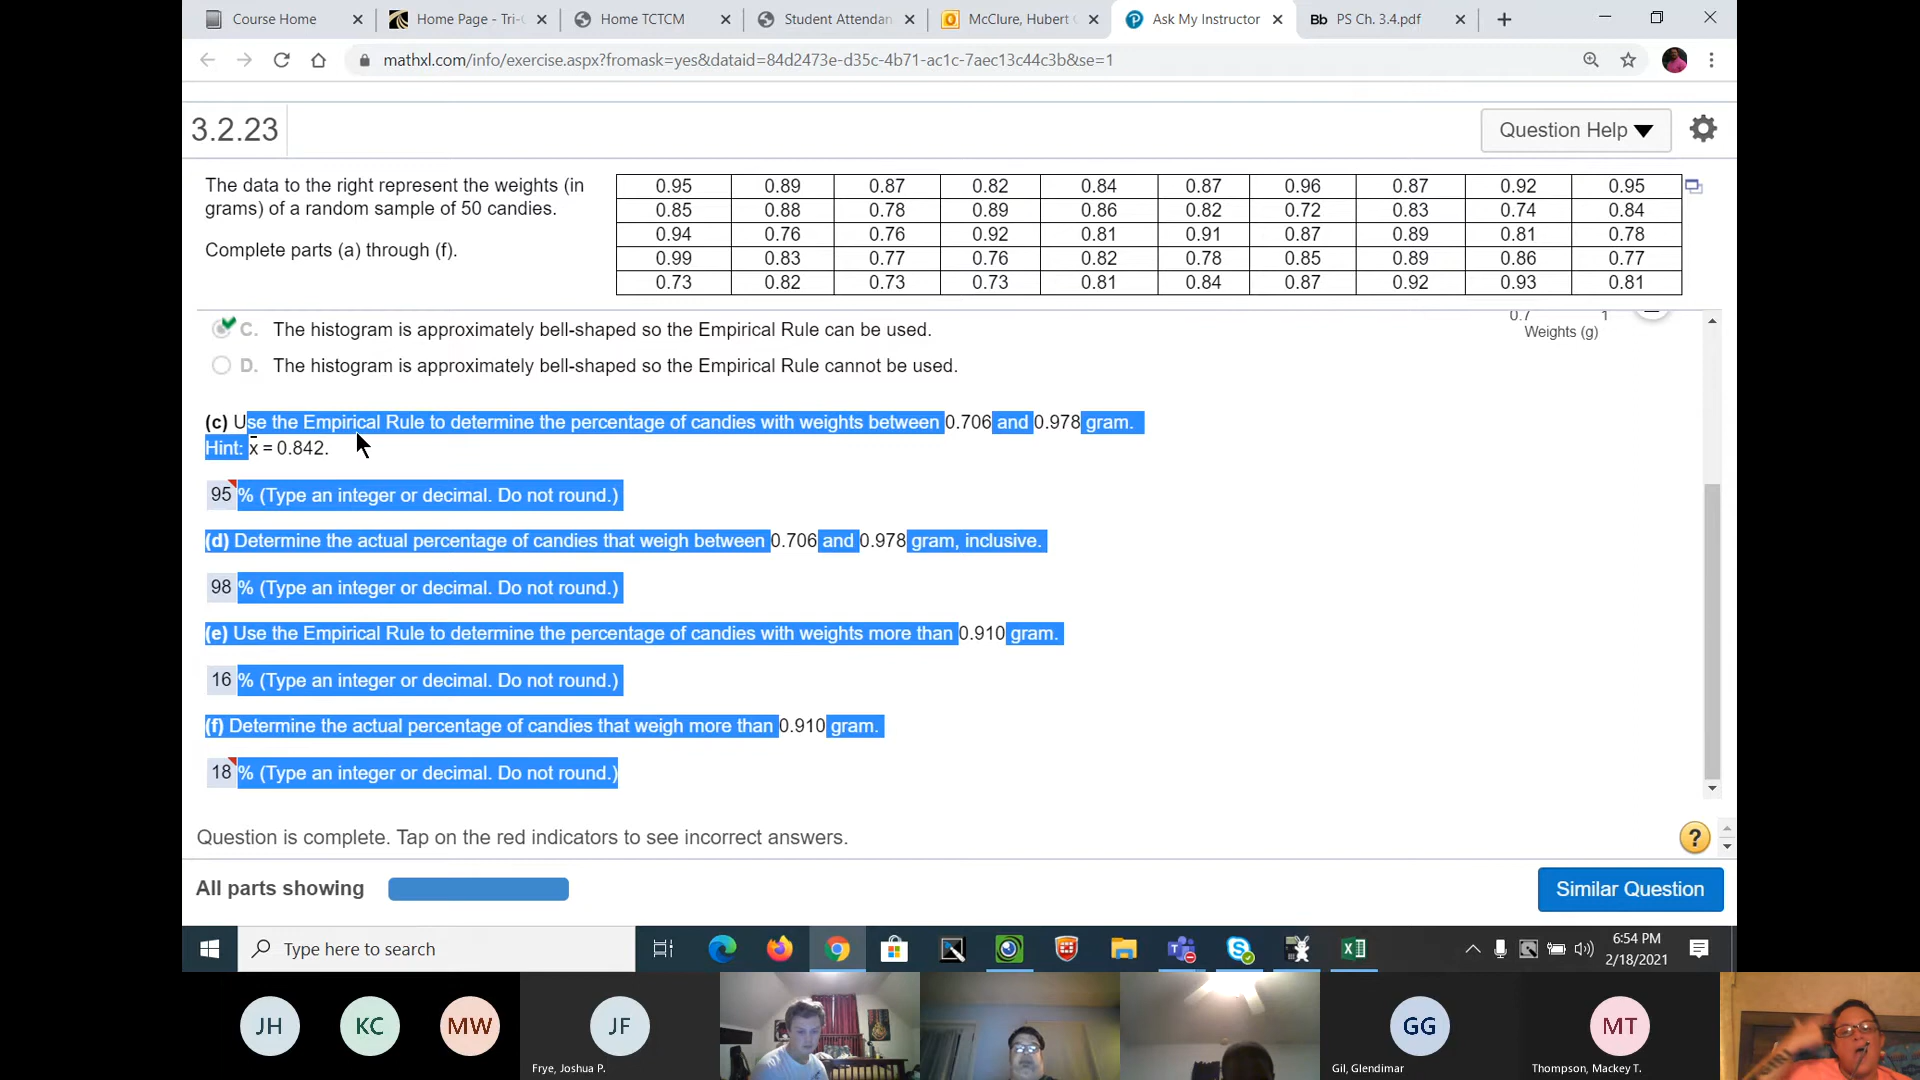 Course Home
Home Page - Tri-C
Home TCTCM
Student Attendan
McClure, Hubert
Ask My Instructor
Bb PS Ch. 3.4.pdf
mathxl.com/info/exercise.aspx?fromask=yes&dataid=84d2473e-d35c-4b71-ac1c-7aec13c44c3b&se=1
3.2.23
Question Help
The data to the right represent the weights (in
grams) of a random sample of 50 candies.
Complete parts (a) through (f).
0.95 0.89 0.87 0.82 0.84 0.87 0.96 0.87 0.92 0.95
0.85 0.88 0.78 0.89 0.86 0.82 0.72 0.83 0.74 0.84
0.94 0.76 0.76 0.92 0.81 0.91 0.87 0.89 0.81 0.78
0.99 0.83 0.77 0.76 0.82 0.78 0.85 0.89 0.86 0.77
0.73 0.82 0.73 0.73 0.81 0.84 0.87 0.92 0.93 0.81
0.7 1
Weights (g)
C. The histogram is approximately bell-shaped so the Empirical Rule can be used.
D. The histogram is approximately bell-shaped so the Empirical Rule cannot be used.
(c) Use the Empirical Rule to determine the percentage of candies with weights between 0.706 and 0.978 gram.
Hint: x̄ = 0.842.
95 % (Type an integer or decimal. Do not round.)
(d) Determine the actual percentage of candies that weigh between 0.706 and 0.978 gram, inclusive.
98 % (Type an integer or decimal. Do not round.)
(e) Use the Empirical Rule to determine the percentage of candies with weights more than 0.910 gram.
16 % (Type an integer or decimal. Do not round.)
(f) Determine the actual percentage of candies that weigh more than 0.910 gram.
18 % (Type an integer or decimal. Do not round.)
Question is complete. Tap on the red indicators to see incorrect answers.
?
All parts showing
Similar Question
Type here to search
6:54 PM
2/18/2021
JH
KC
MW
JF
Frye, Joshua P.
GG
Gil, Glendimar
MT
Thompson, Mackey T.